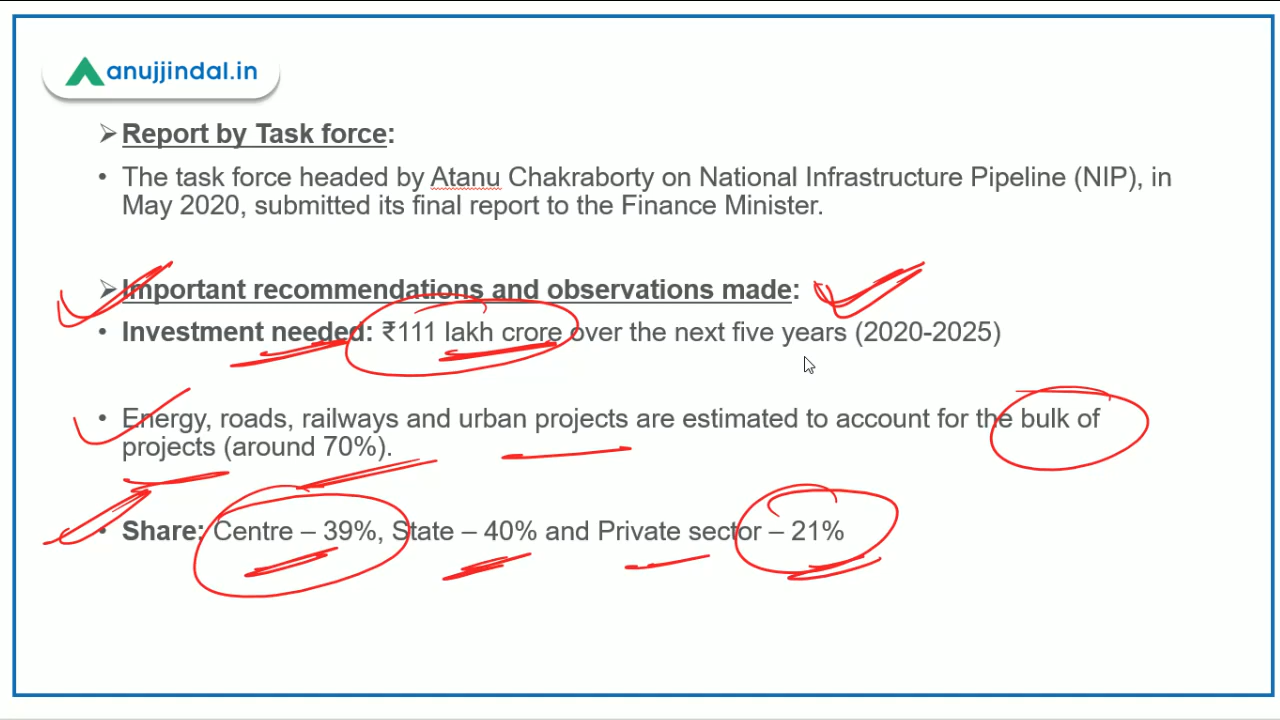 anujjindal.in
➢ Report by Task force:
• The task force headed by Atanu Chakraborty on National Infrastructure Pipeline (NIP), in
May 2020, submitted its final report to the Finance Minister.
➢ Important recommendations and observations made:
• Investment needed: ₹111 lakh crore over the next five years (2020-2025)
• Energy, roads, railways and urban projects are estimated to account for the bulk of
projects (around 70%).
• Share: Centre – 39%, State – 40% and Private sector – 21%